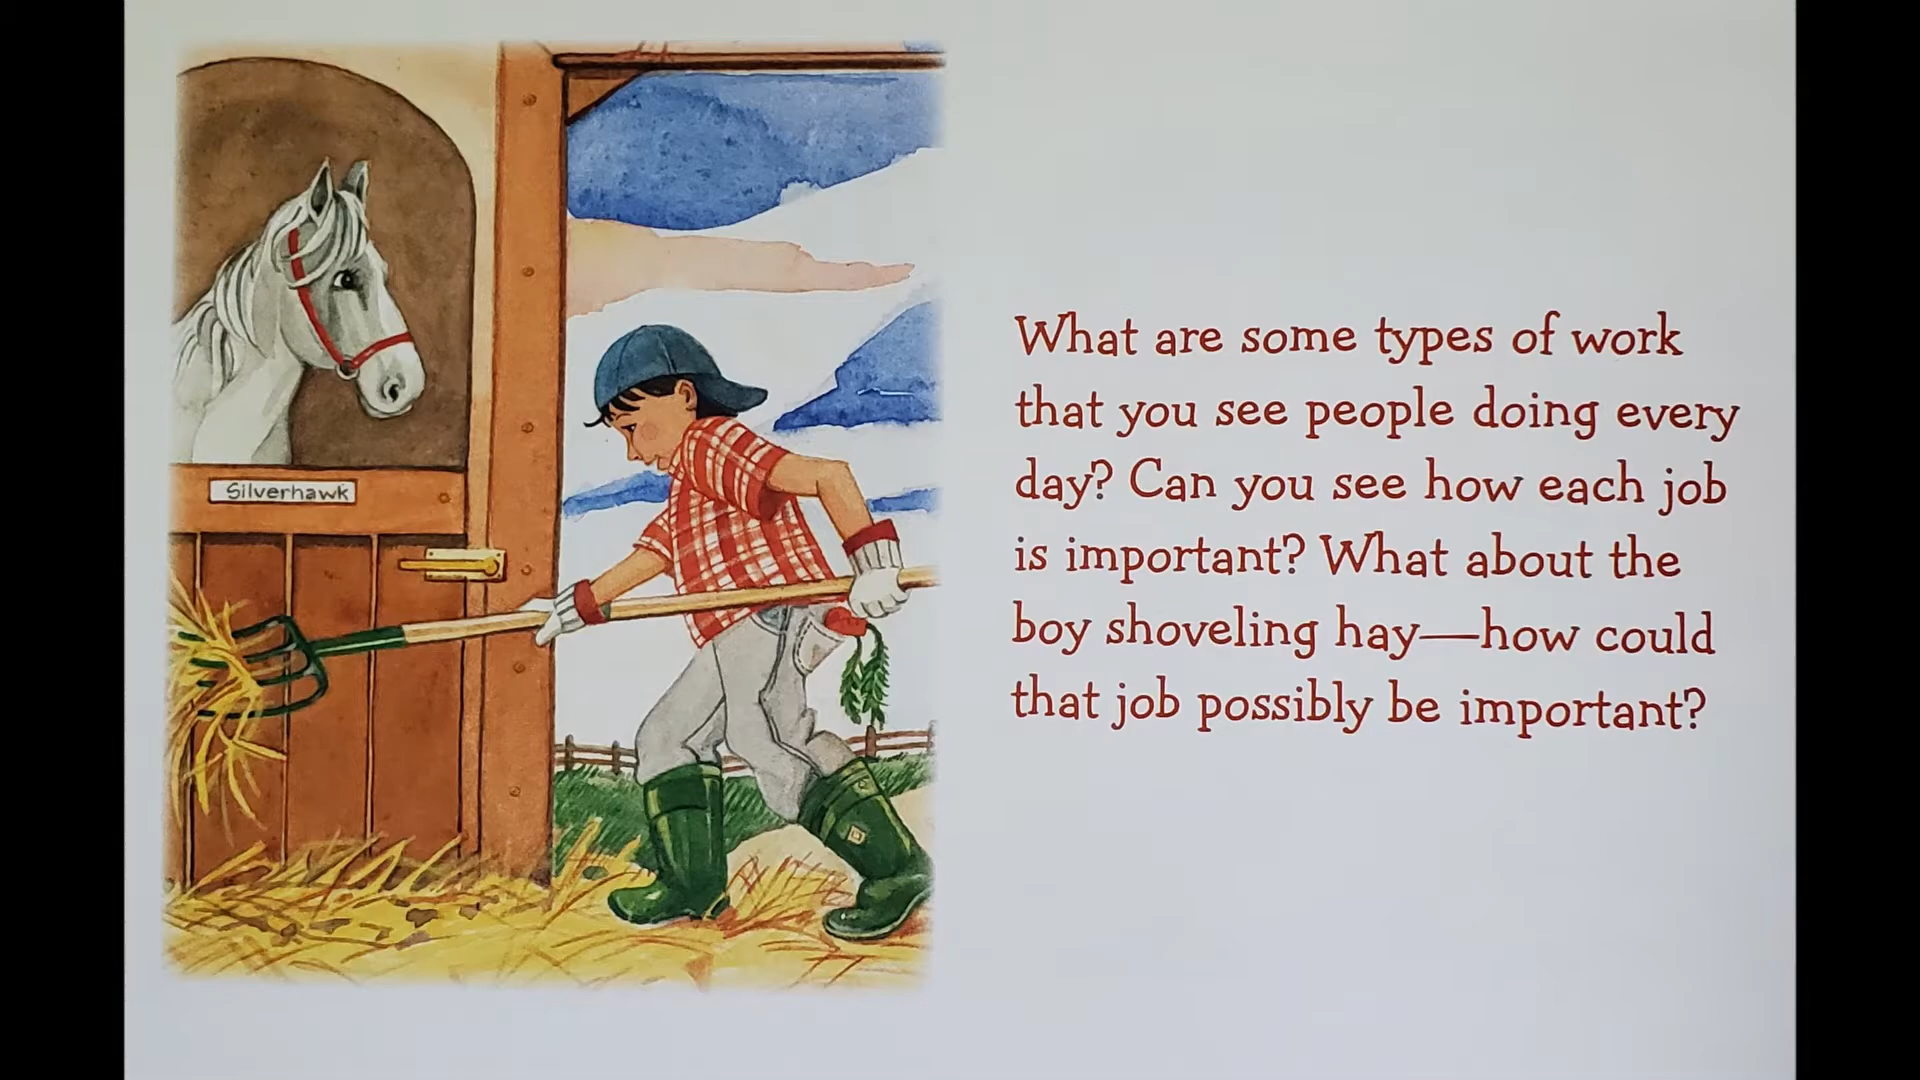 Silverhawk
What are some types of work
that you see people doing every
day? Can you see how each job
is important? What about the
boy shoveling hay—how could
that job possibly be important?